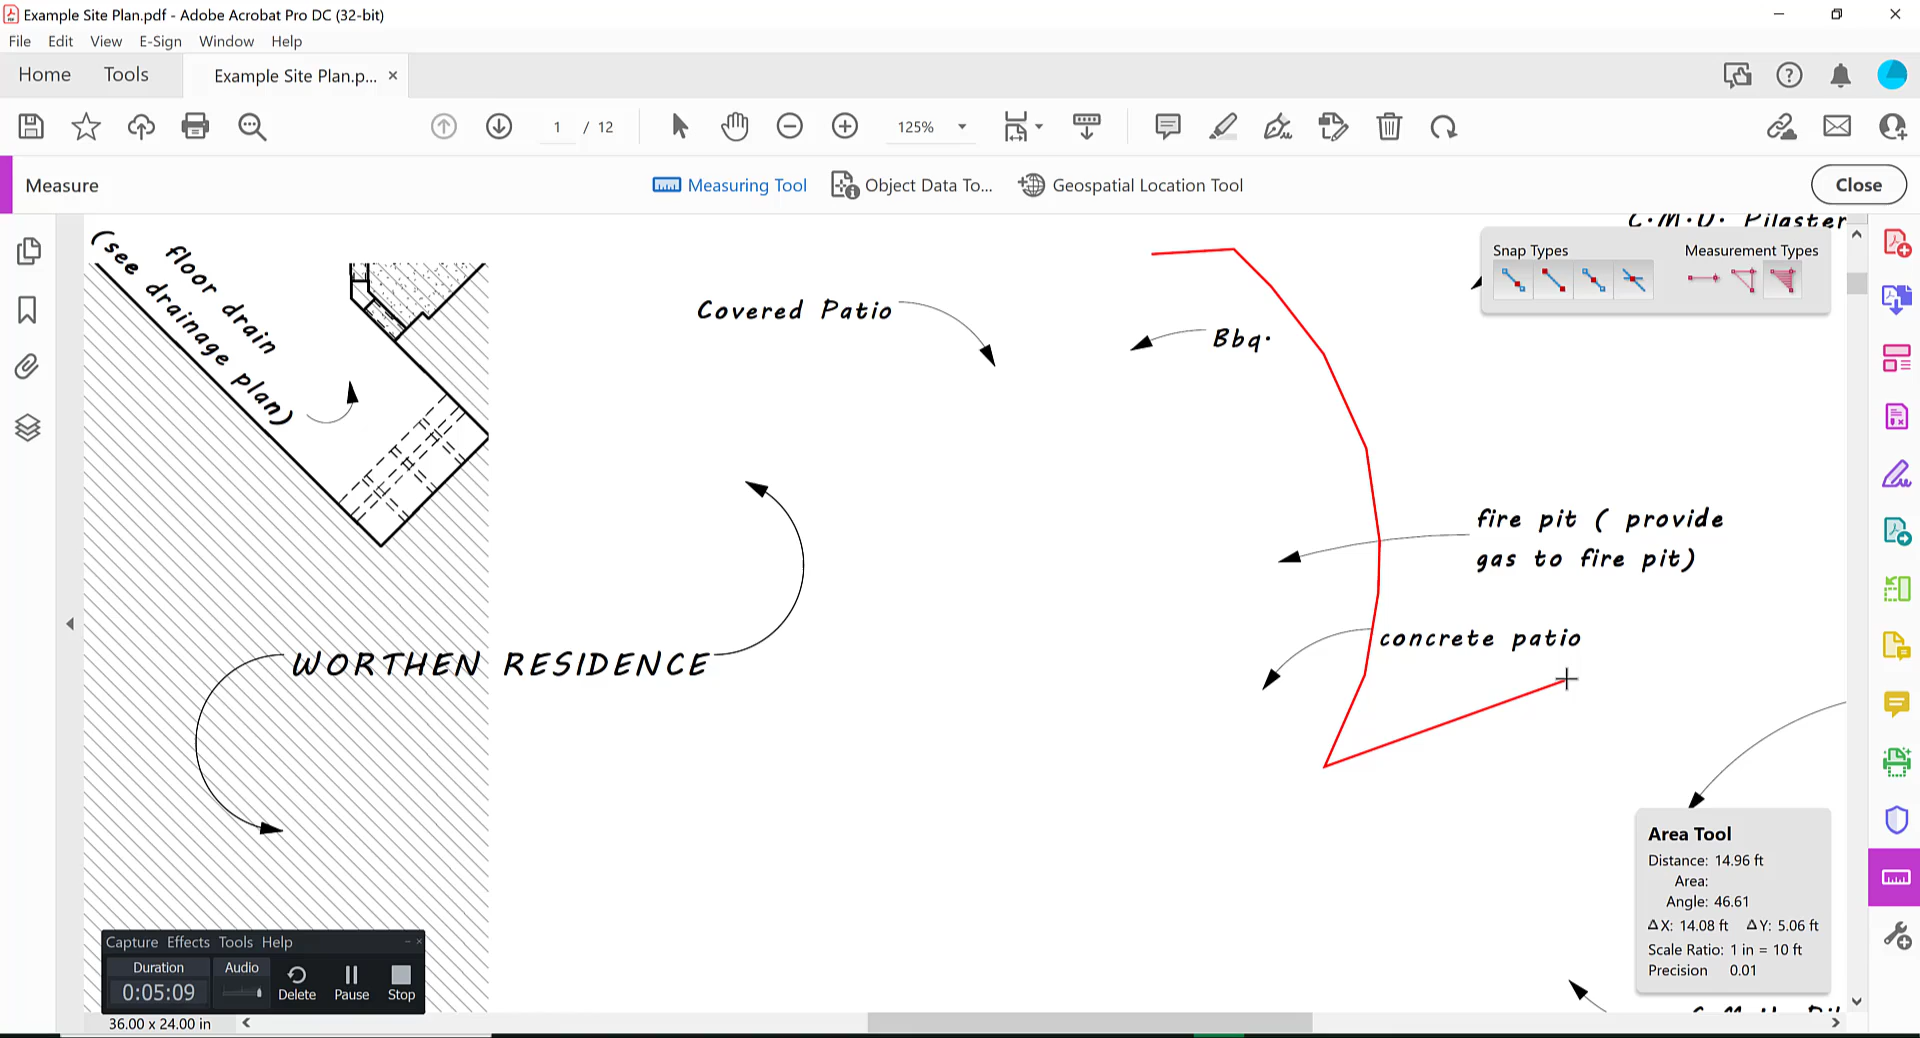 Example Site Plan.pdf - Adobe Acrobat Pro DC (32-bit)
File Edit View E-Sign Window Help
Home Tools Example Site Plan.p... ×
1 / 12 125%
Measure Measuring Tool Object Data To... Geospatial Location Tool Close
C.M.U. Pilaster
Snap Types Measurement Types
floor drain
(see drainage plan)
Covered Patio
Bbq.
fire pit ( provide
gas to fire pit)
concrete patio
WORTHEN RESIDENCE
Area Tool
Distance: 14.96 ft
Area:
Angle: 46.61
ΔX: 14.08 ft ΔY: 5.06 ft
Scale Ratio: 1 in = 10 ft
Precision 0.01
Capture Effects Tools Help
Duration Audio
0:05:09 Delete Pause Stop
36.00 x 24.00 in